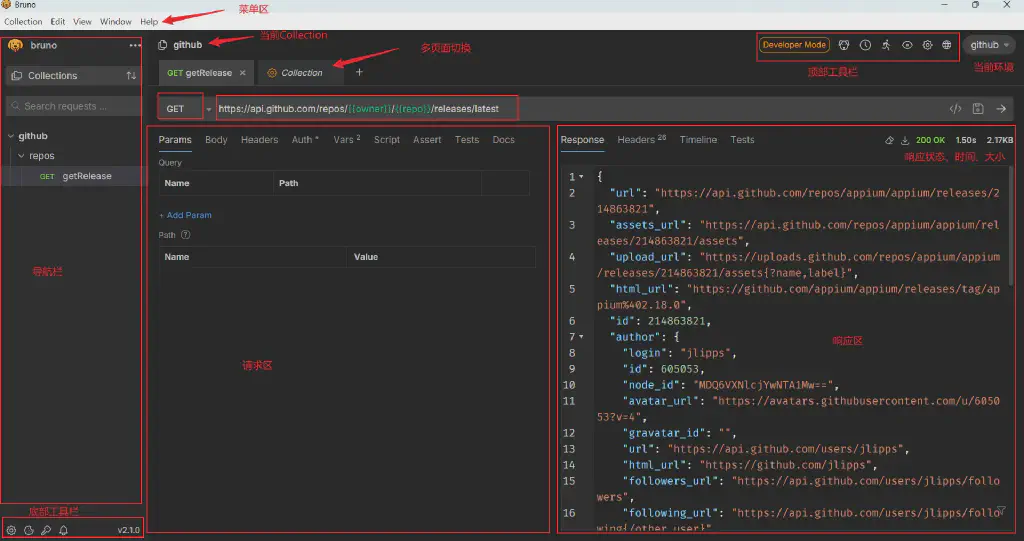 Bruno
菜单区
Collection Edit View Window Help
bruno
github
当前Collection
多页面切换
Developer Mode
github
顶部工具栏
当前环境
Collections
GET getRelease
Collection
Search requests ...
GET
https://api.github.com/repos/{{owner}}/{{repo}}/releases/latest
github
repos
GET getRelease
导航栏
底部工具栏
v2.1.0
Params Body Headers Auth * Vars 2 Script Assert Tests Docs
Query
Name Path
+ Add Param
Path
Name Value
请求区
Response Headers 26 Timeline Tests
200 OK 1.50s 2.17KB
响应状态、时间、大小
1 {
2 "url": "https://api.github.com/repos/appium/appium/releases/2
14863821",
3 "assets_url": "https://api.github.com/repos/appium/appium/rel
eases/214863821/assets",
4 "upload_url": "https://uploads.github.com/repos/appium/appium
/releases/214863821/assets{?name,label}",
5 "html_url": "https://github.com/appium/appium/releases/tag/ap
pium%402.18.0",
6 "id": 214863821,
7 "author": {
响应区
8 "login": "jlipps",
9 "id": 605053,
10 "node_id": "MDQ6VXNlcjYwNTA1Mw==",
11 "avatar_url": "https://avatars.githubusercontent.com/u/6050
53?v=4",
12 "gravatar_id": "",
13 "url": "https://api.github.com/users/jlipps",
14 "html_url": "https://github.com/jlipps",
15 "followers_url": "https://api.github.com/users/jlipps/follo
wers",
16 "following_url": "https://api.github.com/users/jlipps/follo
wing{/other_user}"